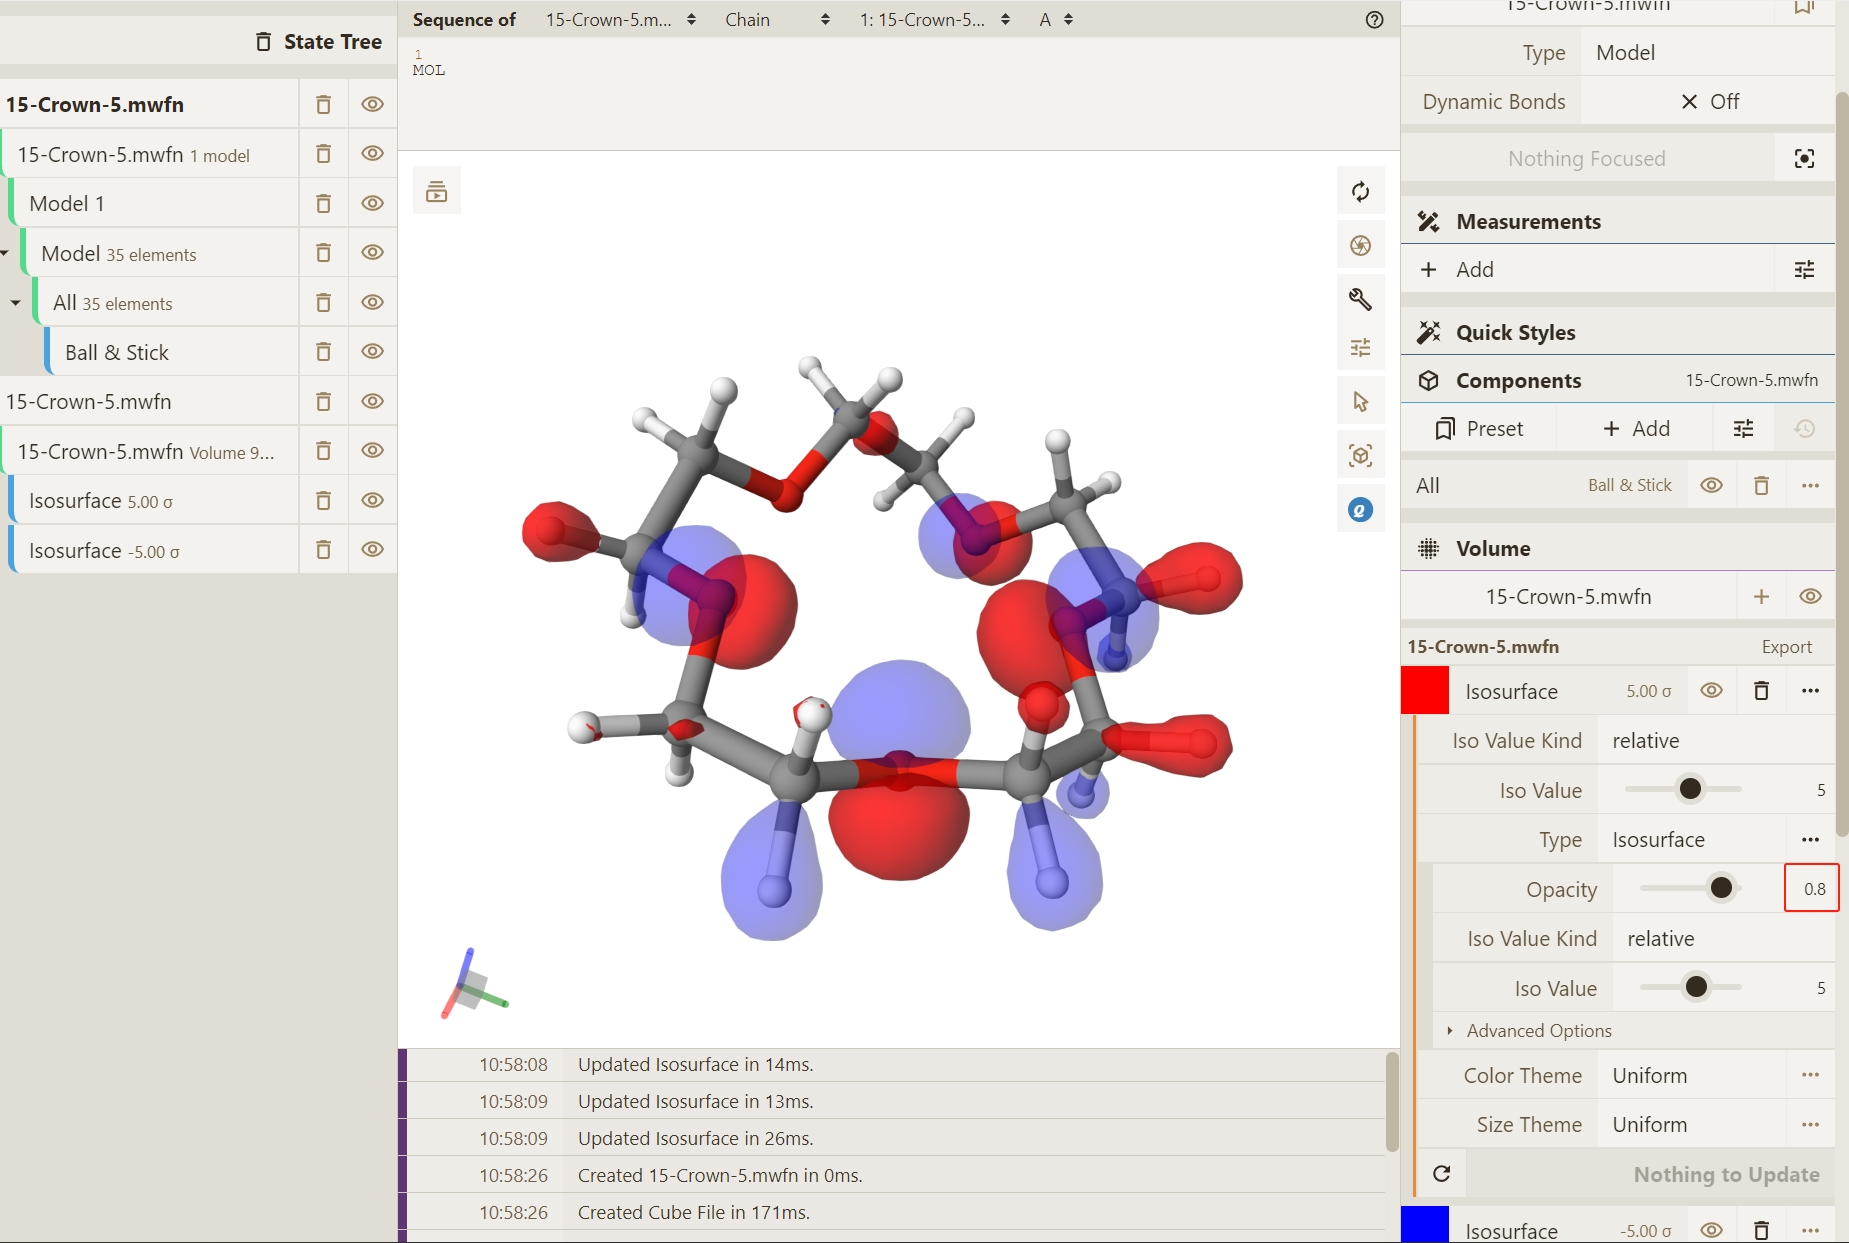 State Tree
15-Crown-5.mwfn
15-Crown-5.mwfn 1 model
Model 1
Model 35 elements
All 35 elements
Ball & Stick
15-Crown-5.mwfn
15-Crown-5.mwfn Volume 9...
Isosurface 5.00 σ
Isosurface -5.00 σ
Sequence of 15-Crown-5.m... Chain 1: 15-Crown-5... A
1
MOL
10:58:08 Updated Isosurface in 14ms.
10:58:09 Updated Isosurface in 13ms.
10:58:09 Updated Isosurface in 26ms.
10:58:26 Created 15-Crown-5.mwfn in 0ms.
10:58:26 Created Cube File in 171ms.
15-Crown-5.mwfn
Type Model
Dynamic Bonds Off
Nothing Focused
Measurements
Add
Quick Styles
Components 15-Crown-5.mwfn
Preset Add
All Ball & Stick
Volume
15-Crown-5.mwfn
15-Crown-5.mwfn Export
Isosurface 5.00 σ
Iso Value Kind relative
Iso Value 5
Type Isosurface
Opacity 0.8
Iso Value Kind relative
Iso Value 5
Advanced Options
Color Theme Uniform
Size Theme Uniform
Nothing to Update
Isosurface -5.00 σ